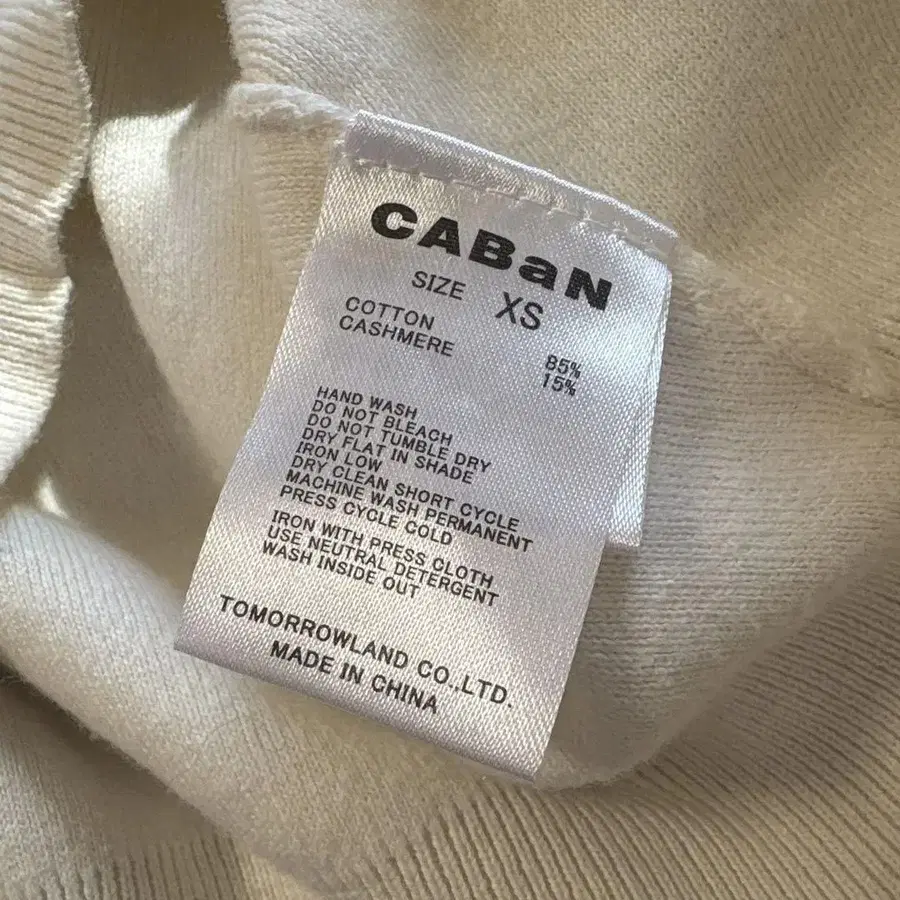 CABaN
SIZE XS
COTTON 85%
CASHMERE 15%
HAND WASH
DO NOT BLEACH
DO NOT TUMBLE DRY
DRY FLAT IN SHADE
IRON LOW
DRY CLEAN SHORT CYCLE
MACHINE WASH PERMANENT
PRESS CYCLE COLD
IRON WITH PRESS CLOTH
USE NEUTRAL DETERGENT
WASH INSIDE OUT
TOMORROWLAND CO.,LTD.
MADE IN CHINA